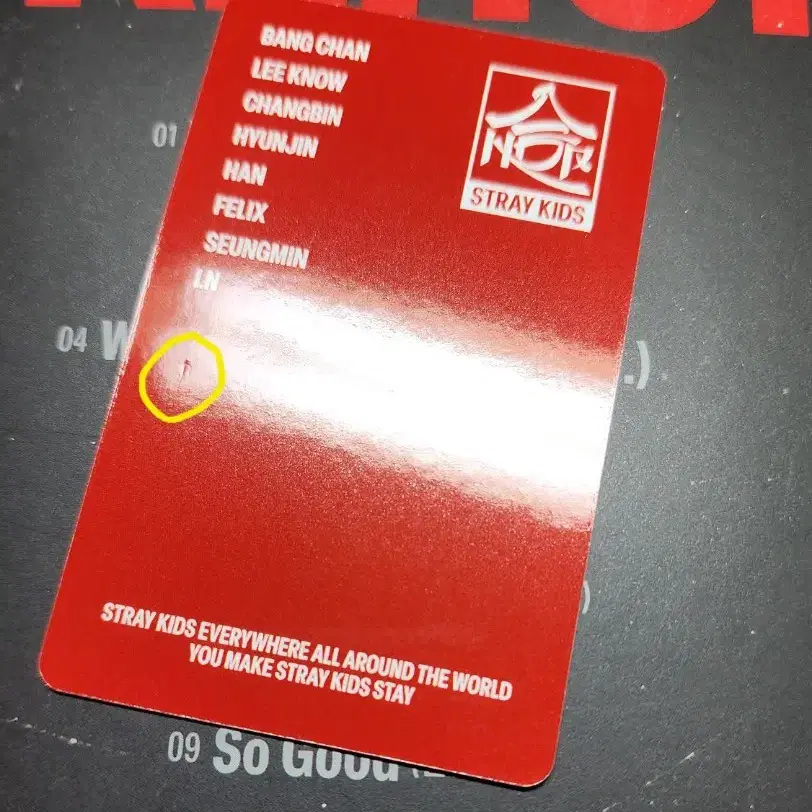 01
BANG CHAN
LEE KNOW
CHANGBIN
HYUNJIN
HAN
FELIX
SEUNGMIN
I.N
NOEASY
STRAY KIDS
04
STRAY KIDS EVERYWHERE ALL AROUND THE WORLD
YOU MAKE STRAY KIDS STAY
09 So Good